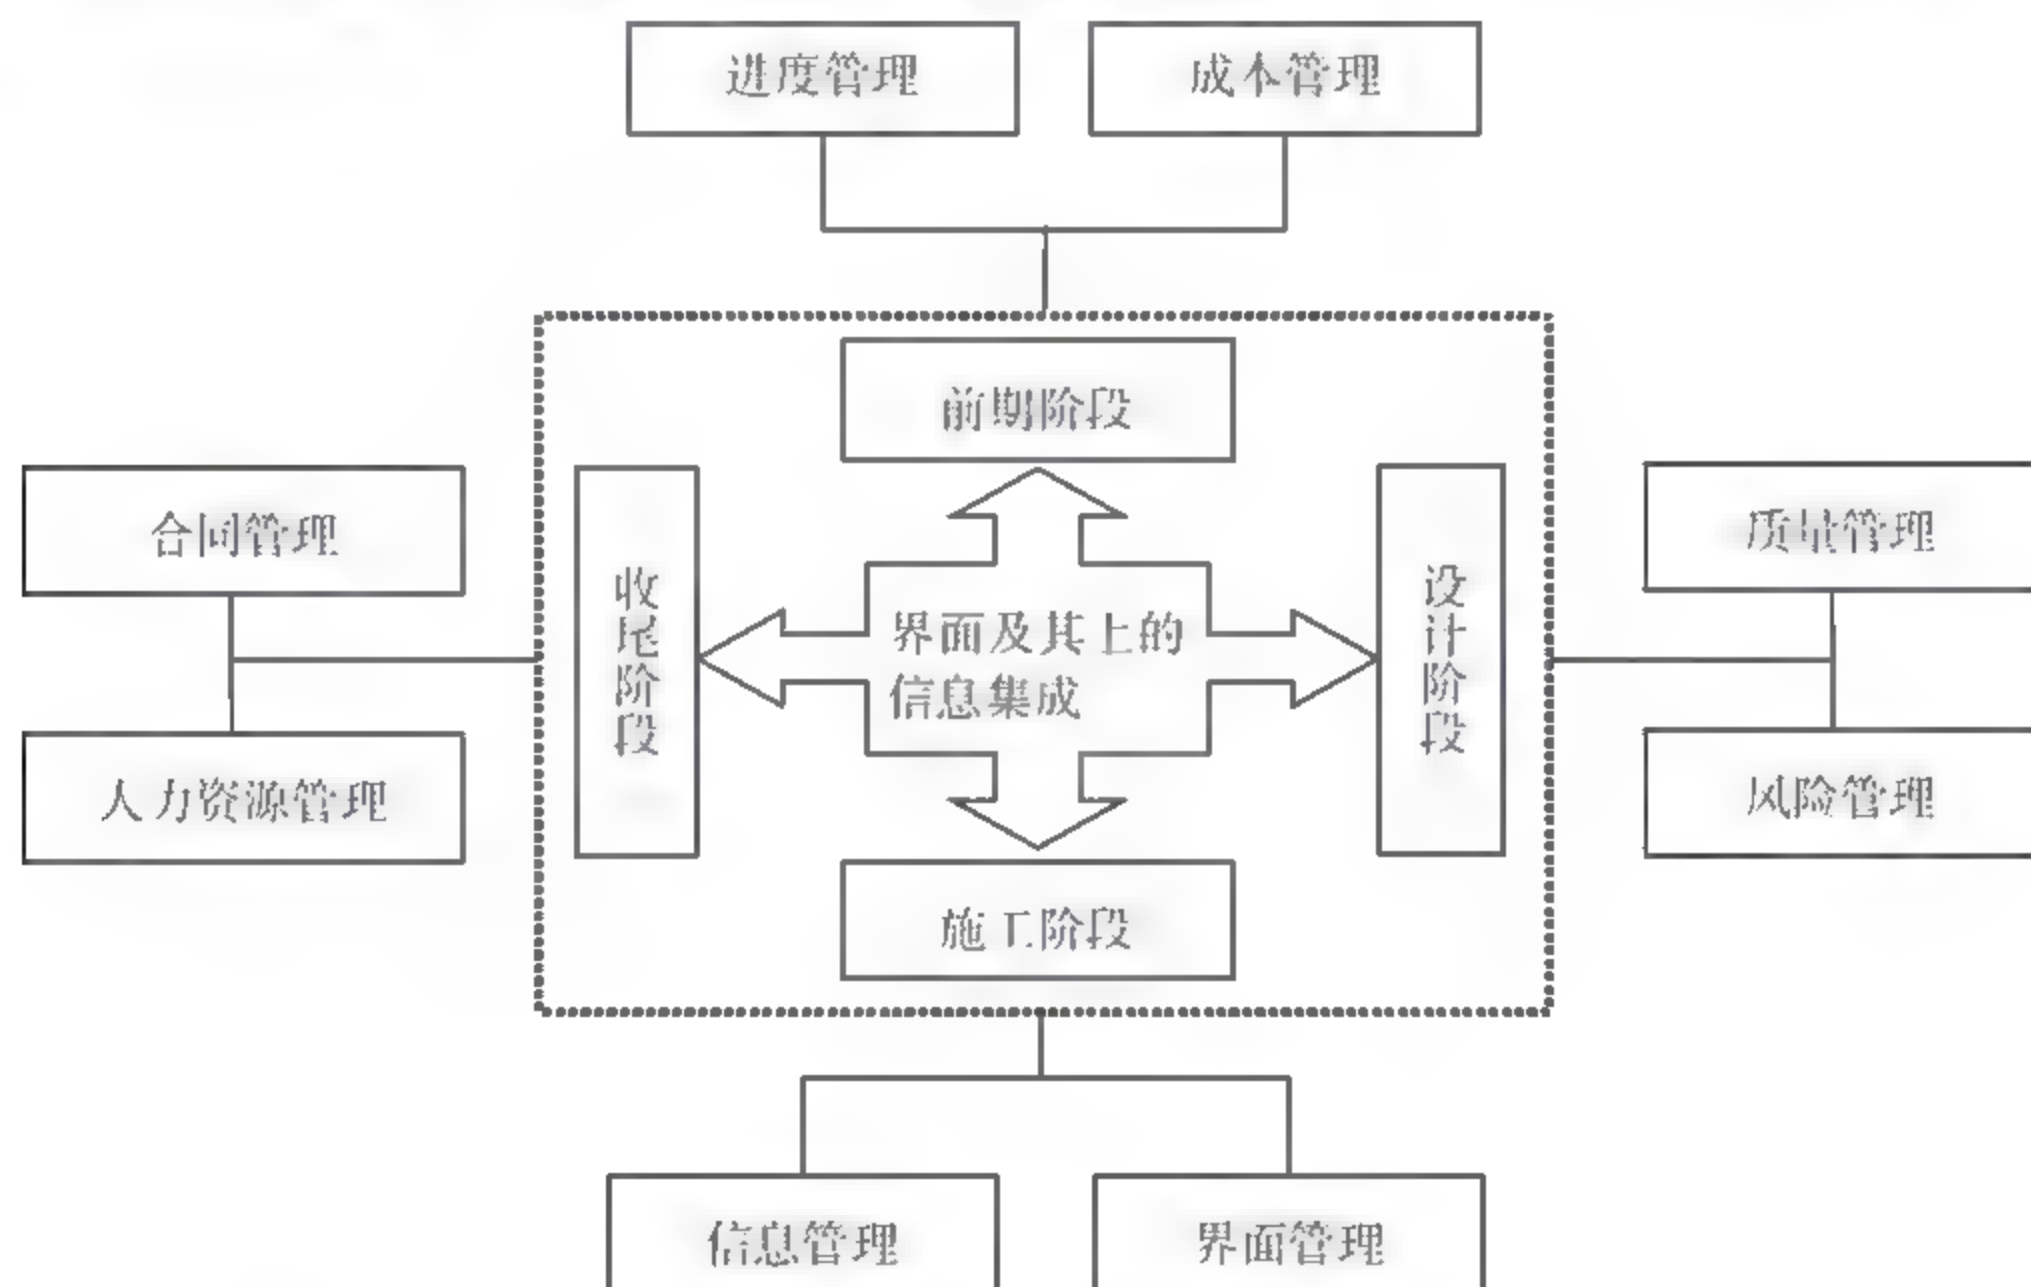 进度管理
成本管理
前期阶段
合同管理
收尾阶段
界面及其上的
信息集成
设计阶段
质量管理
人力资源管理
风险管理
施工阶段
信息管理
界面管理